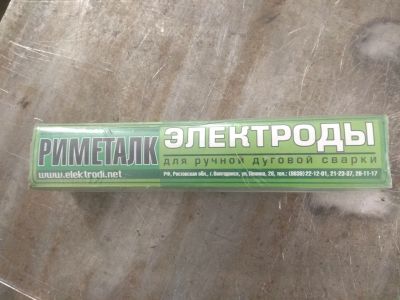 РИМЕТАЛК
www.elektrodi.net
ЭЛЕКТРОДЫ
для ручной дуговой сварки
РФ, Ростовская обл., г. Волгодонск, ул. Ленина, 26, тел.: (8639) 22-12-01, 21-23-37, 26-11-17